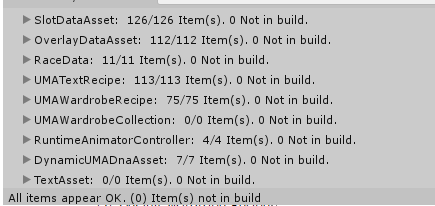 SlotDataAsset: 126/126 Item(s). 0 Not in build.
OverlayDataAsset: 112/112 Item(s). 0 Not in build.
RaceData: 11/11 Item(s). 0 Not in build.
UMATextRecipe: 113/113 Item(s). 0 Not in build.
UMAWardrobeRecipe: 75/75 Item(s). 0 Not in build.
UMAWardrobeCollection: 0/0 Item(s). 0 Not in build.
RuntimeAnimatorController: 4/4 Item(s). 0 Not in build.
DynamicUMADnaAsset: 7/7 Item(s). 0 Not in build.
TextAsset: 0/0 Item(s). 0 Not in build.
All items appear OK. (0) Item(s) not in build